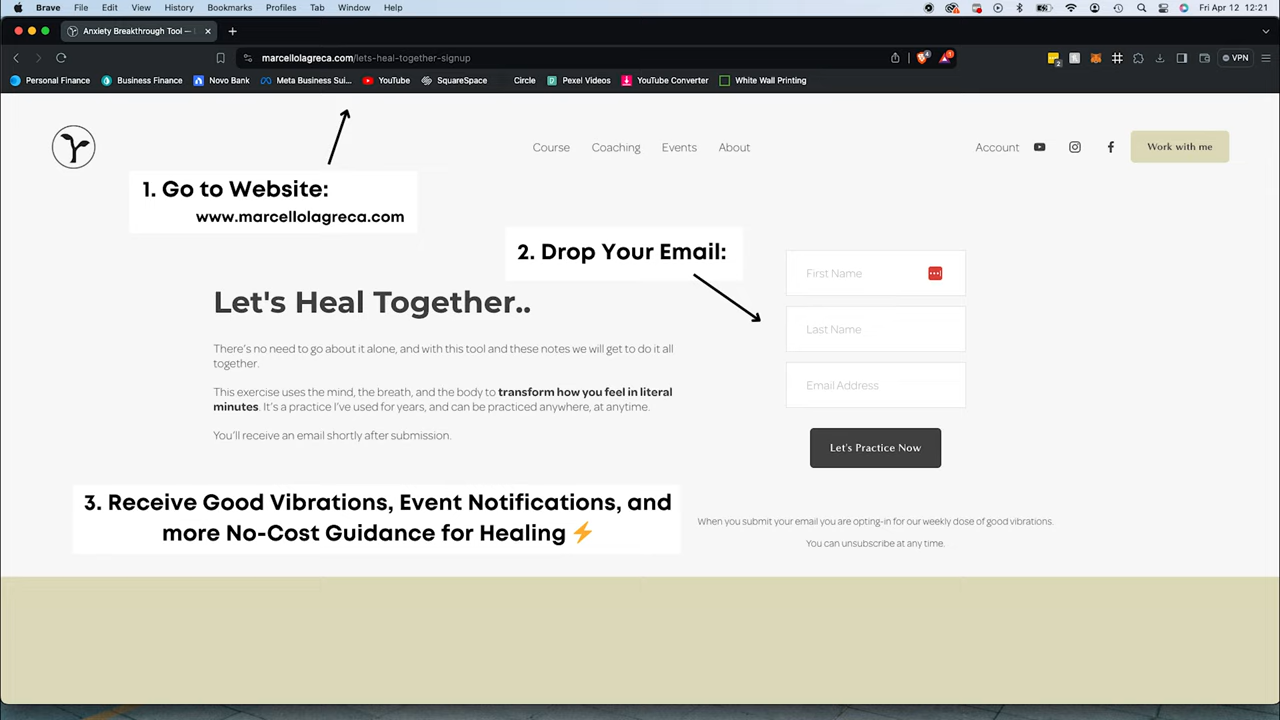 Brave File Edit View History Bookmarks Profiles Tab Window Help Fri Apr 12 12:21
Anxiety Breakthrough Tool —
marcellolagreca.com/lets-heal-together-signup 4 1 VPN
Personal Finance Business Finance Novo Bank Meta Business Sui... YouTube SquareSpace Circle Pexel Videos YouTube Converter White Wall Printing
Course Coaching Events About Account Work with me
1. Go to Website:
www.marcellolagreca.com
2. Drop Your Email:
First Name
Let's Heal Together..
Last Name
There's no need to go about it alone, and with this tool and these notes we will get to do it all
together.
Email Address
This exercise uses the mind, the breath, and the body to transform how you feel in literal
minutes. It's a practice I've used for years, and can be practiced anywhere, at anytime.
You'll receive an email shortly after submission.
Let's Practice Now
3. Receive Good Vibrations, Event Notifications, and
more No-Cost Guidance for Healing ⚡
When you submit your email you are opting-in for our weekly dose of good vibrations.
You can unsubscribe at any time.